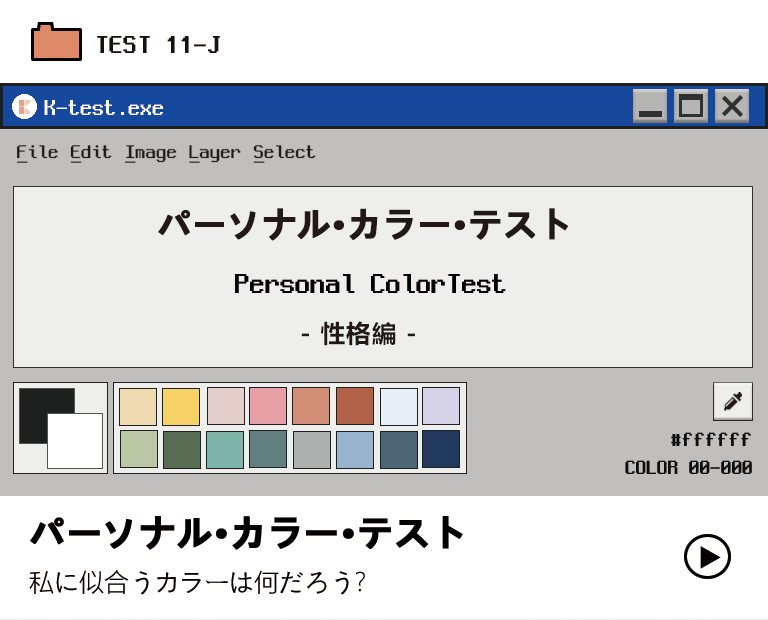 TEST 11-J
K-test.exe
File Edit Image Layer Select
パーソナル•カラー•テスト
Personal ColorTest
- 性格編 -
#ffffff
COLOR 00-000
パーソナル•カラー•テスト
私に似合うカラーは何だろう?